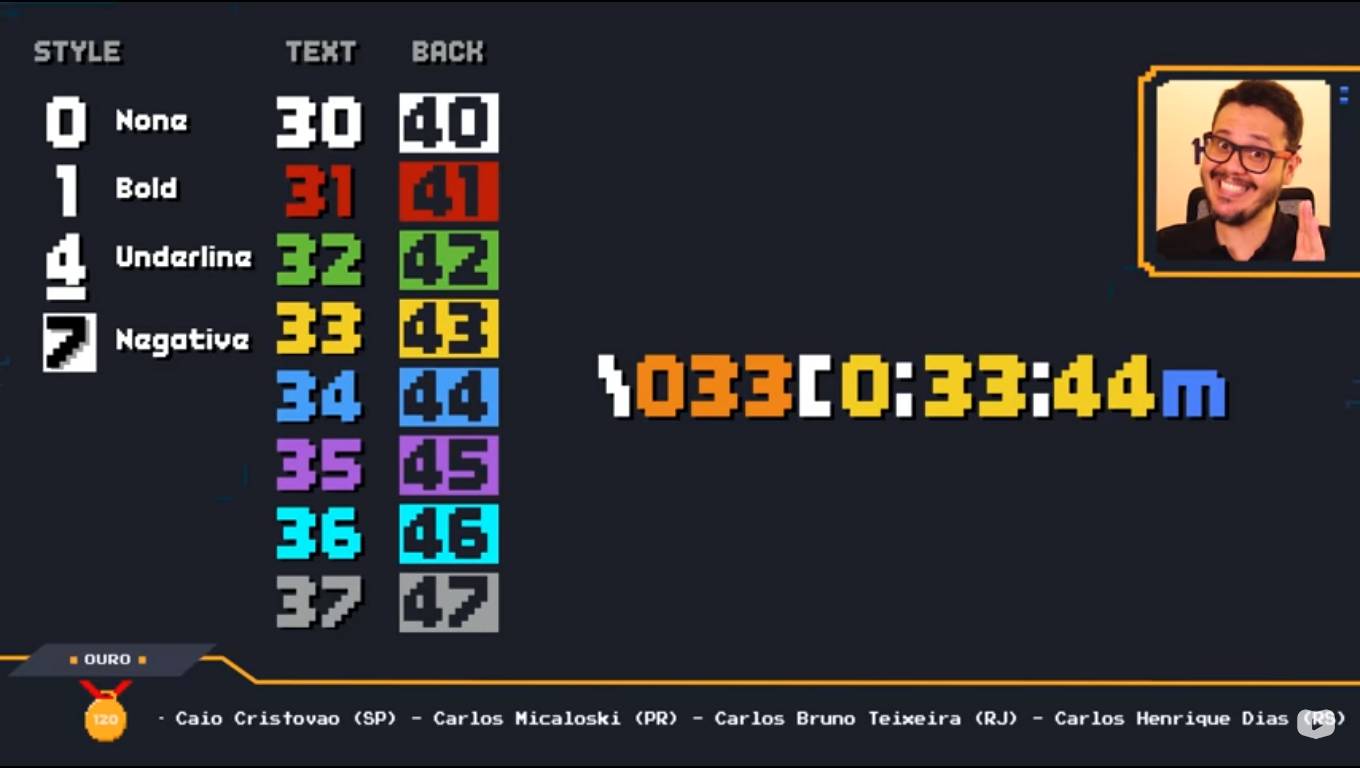 STYLE TEXT BACK
0 None 30 40
1 Bold 31 41
4 Underline 32 42
7 Negative 33 43
34 44
35 45
36 46
37 47
\033[0:33:44m
OURO
120
· Caio Cristovao (SP) - Carlos Micaloski (PR) - Carlos Bruno Teixeira (RJ) - Carlos Henrique Dias (RS)